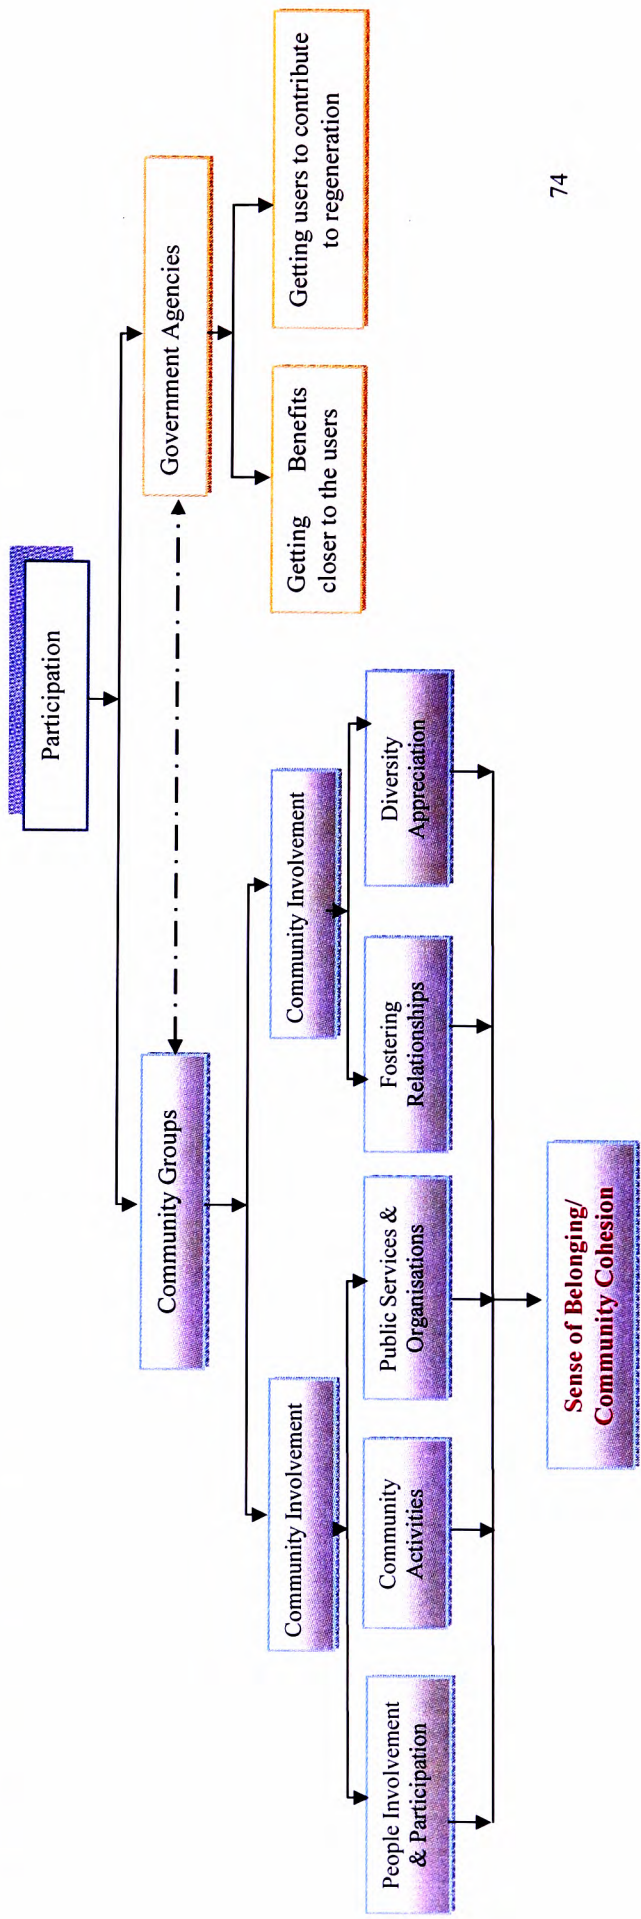 Participation
Community Groups
Government Agencies
Community Involvement
Community Involvement
Getting Benefits
closer to the users
Getting users to contribute
to regeneration
People Involvement
& Participation
Community
Activities
Public Services &
Organisations
Fostering
Relationships
Diversity
Appreciation
Sense of Belonging/
Community Cohesion
74